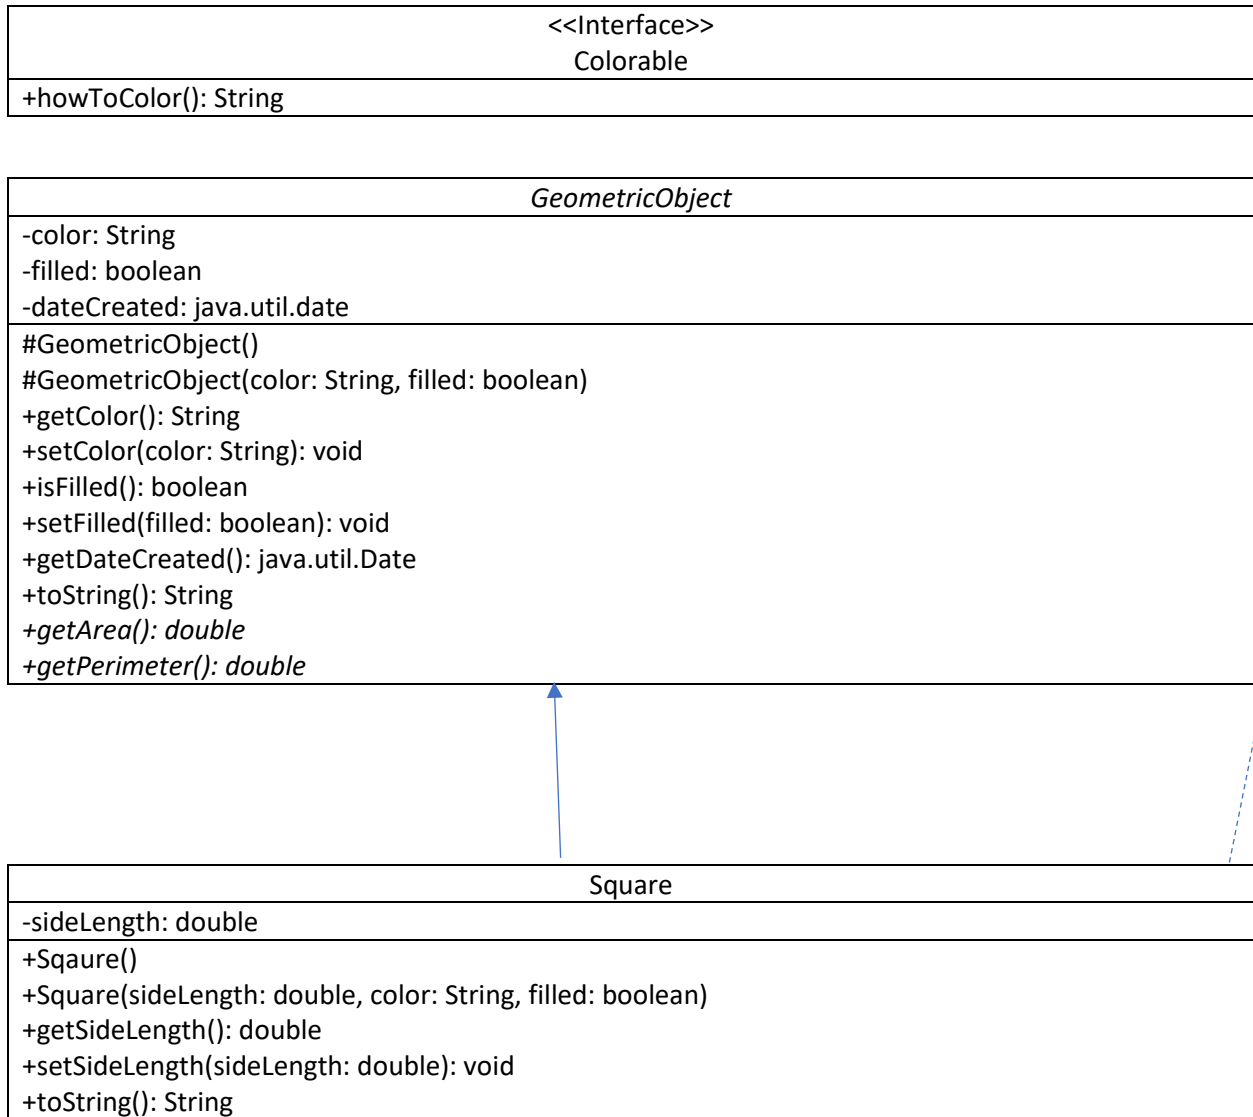 <<Interface>>
Colorable
+howToColor(): String
GeometricObject
-color: String
-filled: boolean
-dateCreated: java.util.date
#GeometricObject()
#GeometricObject(color: String, filled: boolean)
+getColor(): String
+setColor(color: String): void
+isFilled(): boolean
+setFilled(filled: boolean): void
+getDateCreated(): java.util.Date
+toString(): String
+getArea(): double
+getPerimeter(): double
Square
-sideLength: double
+Sqaure()
+Square(sideLength: double, color: String, filled: boolean)
+getSideLength(): double
+setSideLength(sideLength: double): void
+toString(): String